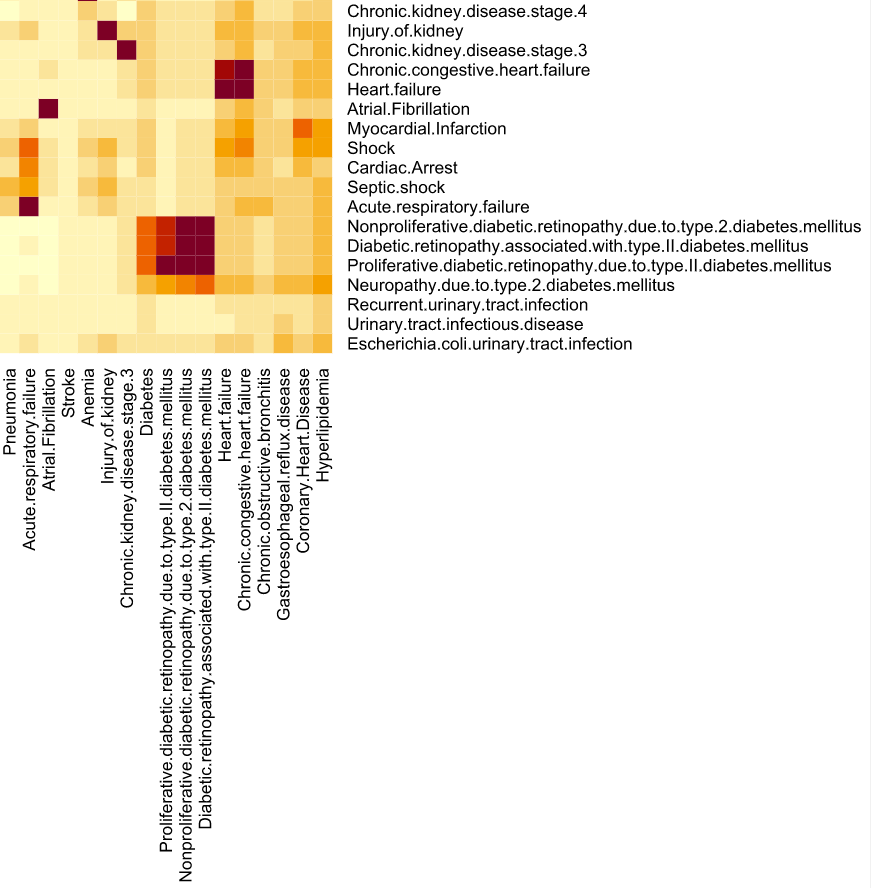 Chronic.kidney.disease.stage.4
Injury.of.kidney
Chronic.kidney.disease.stage.3
Chronic.congestive.heart.failure
Heart.failure
Atrial.Fibrillation
Myocardial.Infarction
Shock
Cardiac.Arrest
Septic.shock
Acute.respiratory.failure
Nonproliferative.diabetic.retinopathy.due.to.type.2.diabetes.mellitus
Diabetic.retinopathy.associated.with.type.II.diabetes.mellitus
Proliferative.diabetic.retinopathy.due.to.type.II.diabetes.mellitus
Neuropathy.due.to.type.2.diabetes.mellitus
Recurrent.urinary.tract.infection
Urinary.tract.infectious.disease
Escherichia.coli.urinary.tract.infection
Pneumonia
Acute.respiratory.failure
Atrial.Fibrillation
Stroke
Anemia
Injury.of.kidney
Chronic.kidney.disease.stage.3
Diabetes
Proliferative.diabetic.retinopathy.due.to.type.II.diabetes.mellitus
Nonproliferative.diabetic.retinopathy.due.to.type.2.diabetes.mellitus
Diabetic.retinopathy.associated.with.type.II.diabetes.mellitus
Heart.failure
Chronic.congestive.heart.failure
Chronic.obstructive.bronchitis
Gastroesophageal.reflux.disease
Coronary.Heart.Disease
Hyperlipidemia